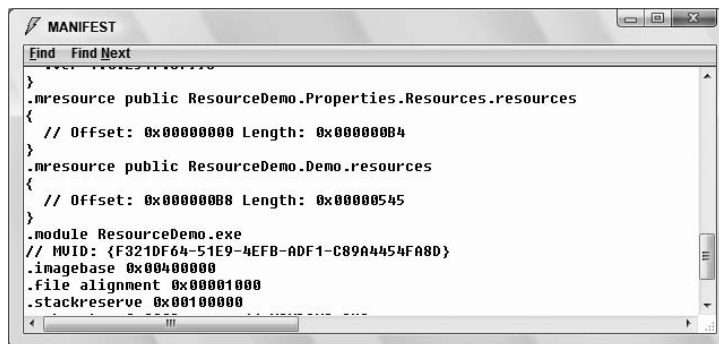 MANIFEST
Find Find Next
}
.mresource public ResourceDemo.Properties.Resources.resources
{
// Offset: 0x00000000 Length: 0x000000B4
}
.mresource public ResourceDemo.Demo.resources
{
// Offset: 0x000000B8 Length: 0x00000545
}
.module ResourceDemo.exe
// MVID: {F321DF64-51E9-4EFB-ADF1-C89A4454FA8D}
.imagebase 0x00400000
.file alignment 0x00001000
.stackreserve 0x00100000